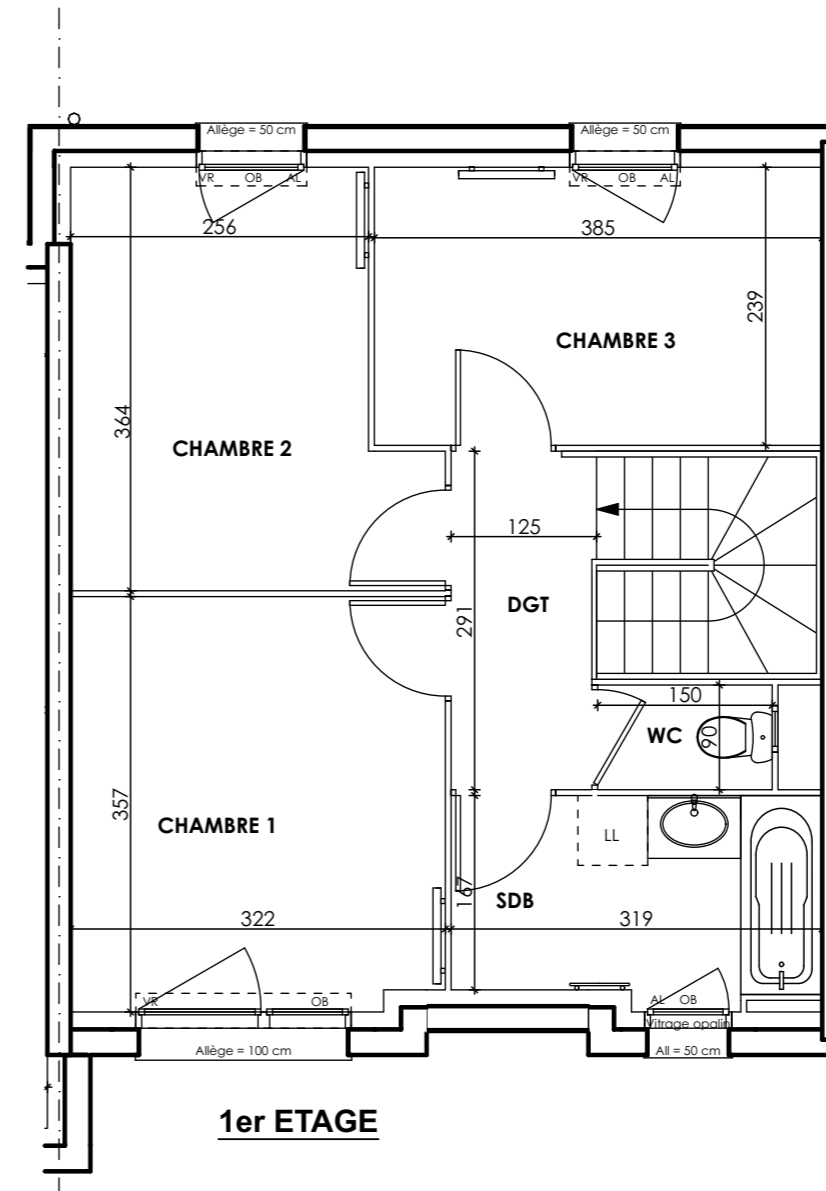 Allège = 50 cm
Allège = 50 cm
VR OB AL
VR OB AL
256
385
239
CHAMBRE 3
364
CHAMBRE 2
125
DGT
291
150
WC
90
357
CHAMBRE 1
LL
167
SDB
322
319
VR OB
AL OB
Vitrage opalin
Allège = 100 cm
All = 50 cm
1er ETAGE